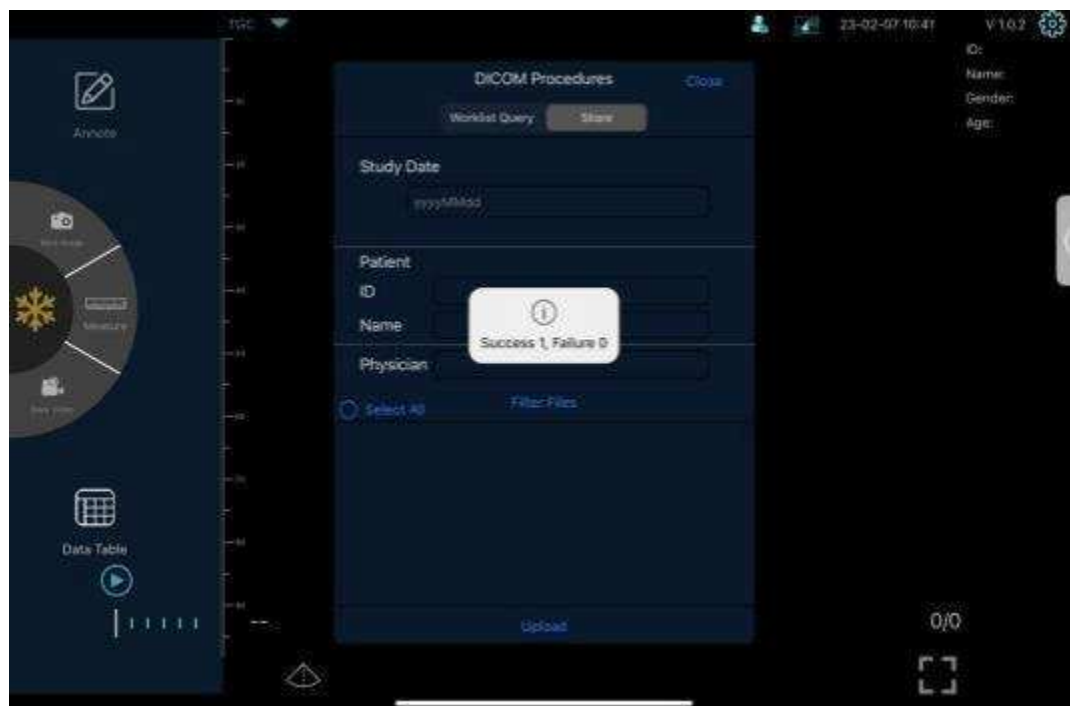 TGC
23-02-07 10:41
V 1.0.2
ID:
Name:
Gender:
Age:
Annote
Measure
Data Table
DICOM Procedures
Close
Worklist Query
Share
Study Date
yyyyMMdd
Patient
ID
Name
Physician
Success 1, Failure 0
Select All
Filter Files
Upload
--
0/0